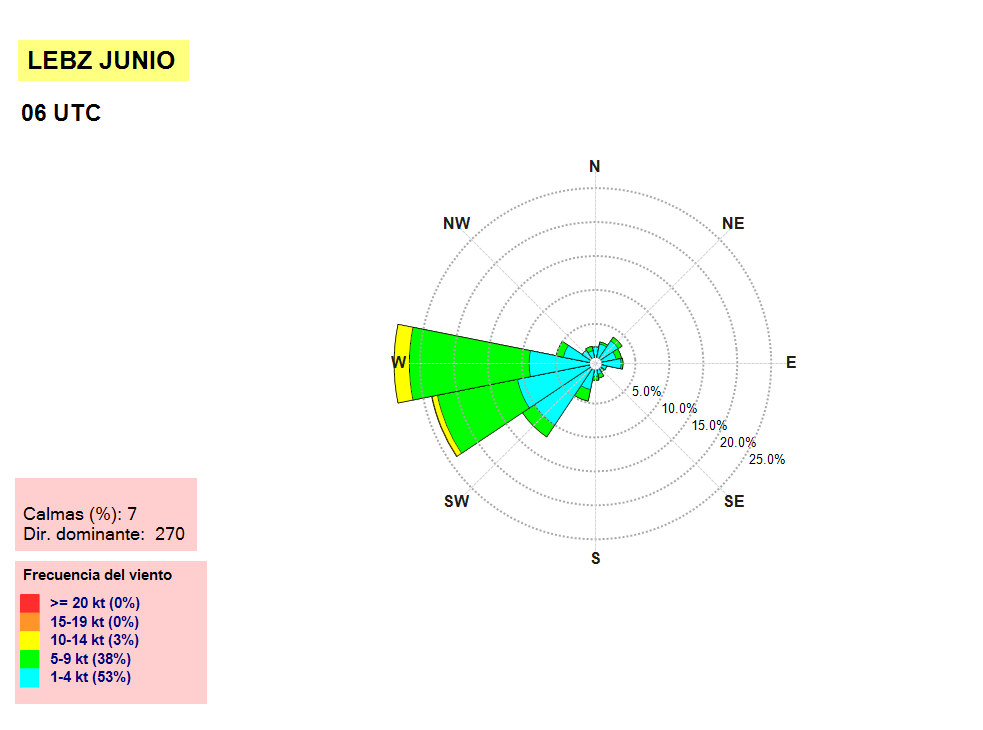 LEBZ JUNIO
06 UTC
N
NW
NE
W
E
5.0%
10.0%
15.0%
20.0%
25.0%
SW
SE
S
Calmas (%): 7
Dir. dominante: 270
Frecuencia del viento
>= 20 kt (0%)
15-19 kt (0%)
10-14 kt (3%)
5-9 kt (38%)
1-4 kt (53%)